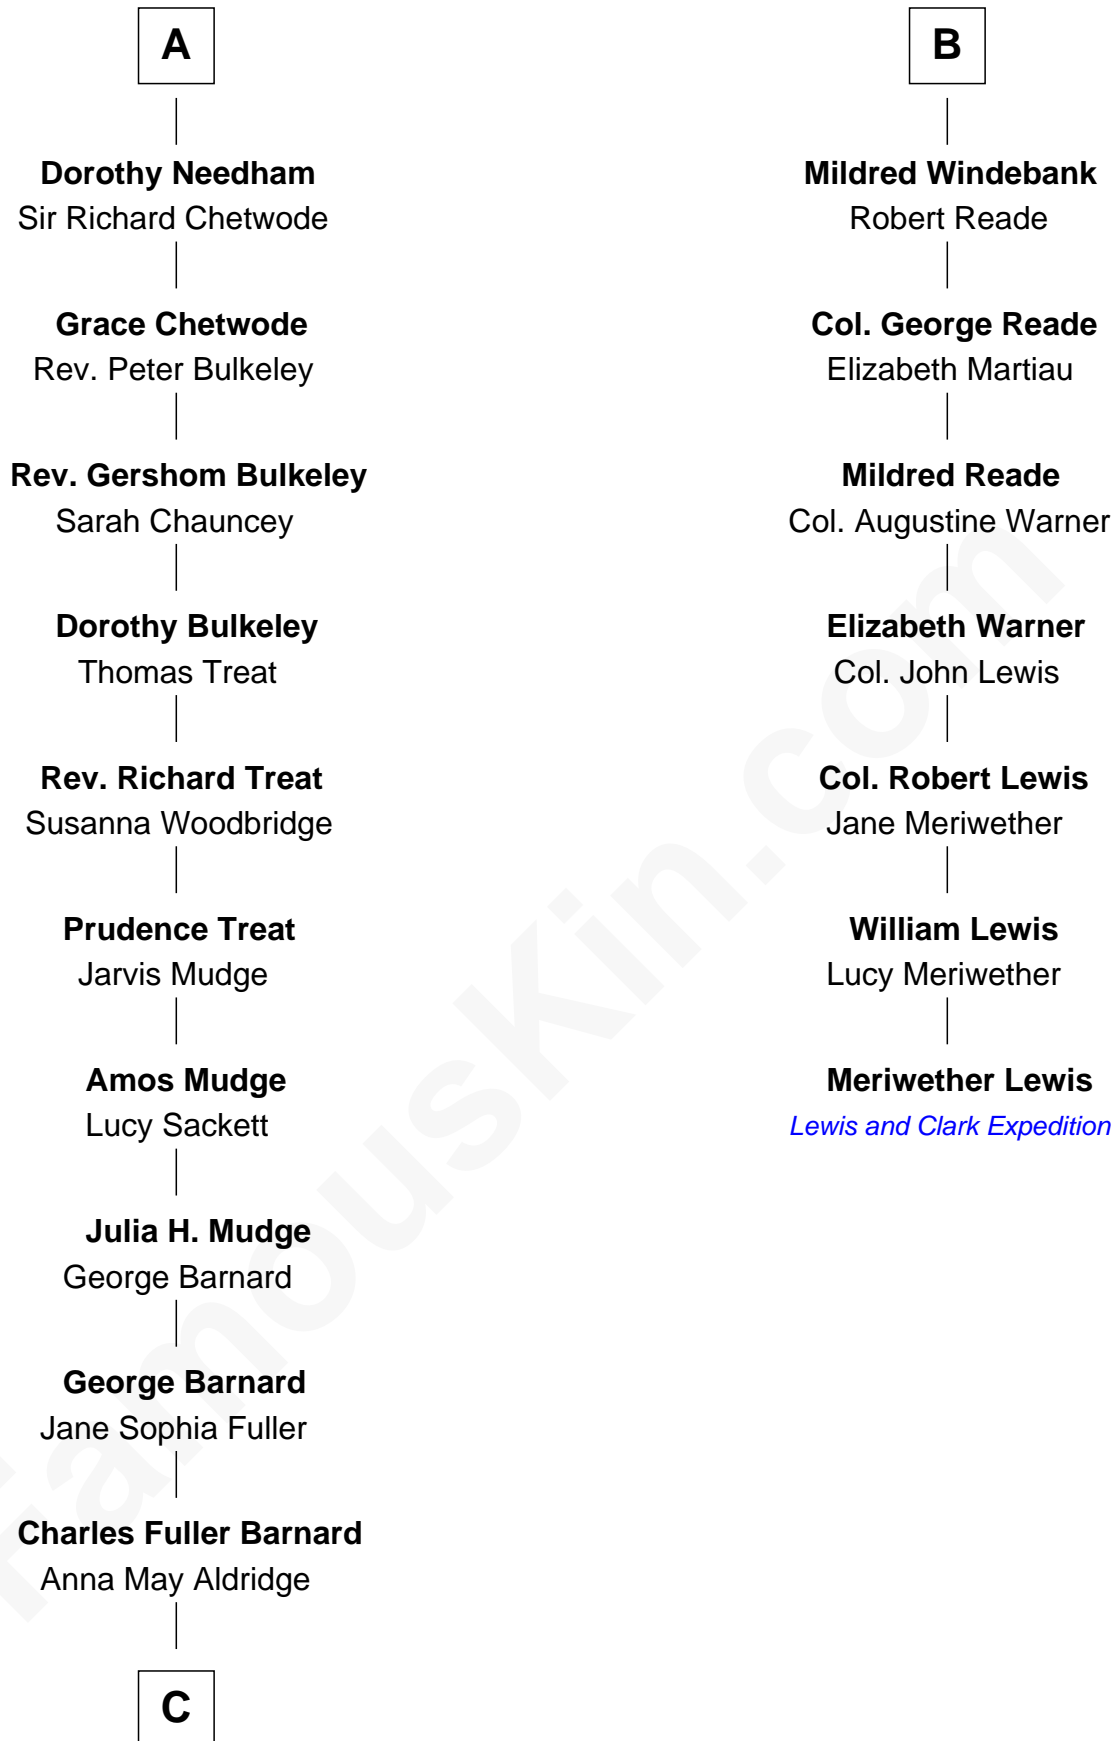 A
Dorothy Needham
Sir Richard Chetwode
Grace Chetwode
Rev. Peter Bulkeley
Rev. Gershom Bulkeley
Sarah Chauncey
Dorothy Bulkeley
Thomas Treat
Rev. Richard Treat
Susanna Woodbridge
Prudence Treat
Jarvis Mudge
Amos Mudge
Lucy Sackett
Julia H. Mudge
George Barnard
George Barnard
Jane Sophia Fuller
Charles Fuller Barnard
Anna May Aldridge
C
B
Mildred Windebank
Robert Reade
Col. George Reade
Elizabeth Martiau
Mildred Reade
Col. Augustine Warner
Elizabeth Warner
Col. John Lewis
Col. Robert Lewis
Jane Meriwether
William Lewis
Lucy Meriwether
Meriwether Lewis
Lewis and Clark Expedition
FamousKin.com